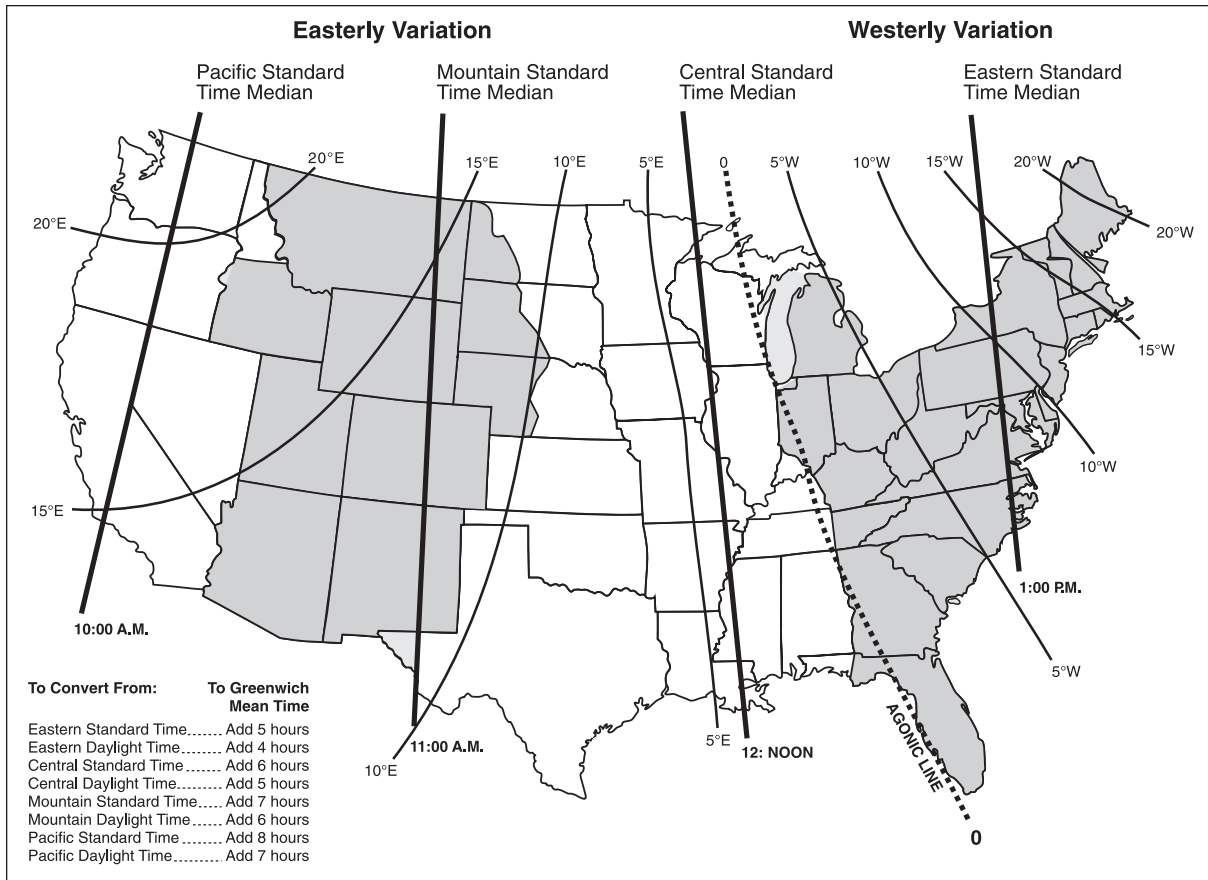 Easterly Variation
Westerly Variation
Pacific Standard
Time Median
Mountain Standard
Time Median
Central Standard
Time Median
Eastern Standard
Time Median
20°E
15°E
10°E
5°E
0
5°W
10°W
15°W
20°W
20°E
20°W
15°W
10°W
15°E
1:00 P.M.
10:00 A.M.
5°W
To Convert From:
To Greenwich
Mean Time
Eastern Standard Time...... Add 5 hours
Eastern Daylight Time....... Add 4 hours
Central Standard Time...... Add 6 hours
Central Daylight Time....... Add 5 hours
Mountain Standard Time... Add 7 hours
Mountain Daylight Time.... Add 6 hours
Pacific Standard Time ...... Add 8 hours
Pacific Daylight Time........ Add 7 hours
11:00 A.M.
10°E
5°E
12: NOON
AGONIC LINE
0